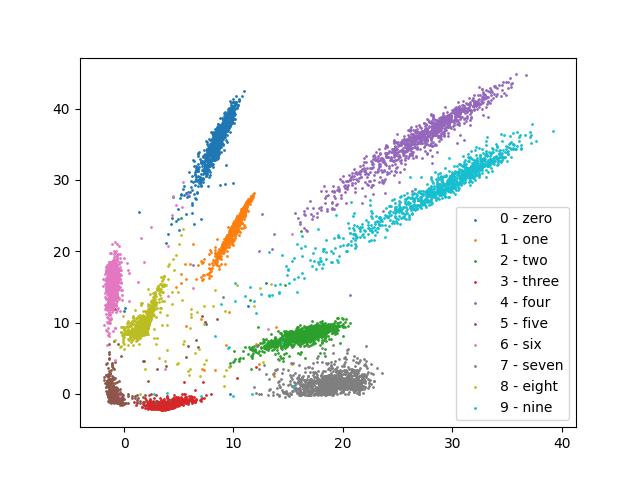 40
30
20
10
0
0 - zero
1 - one
2 - two
3 - three
4 - four
5 - five
6 - six
7 - seven
8 - eight
9 - nine
0 10 20 30 40